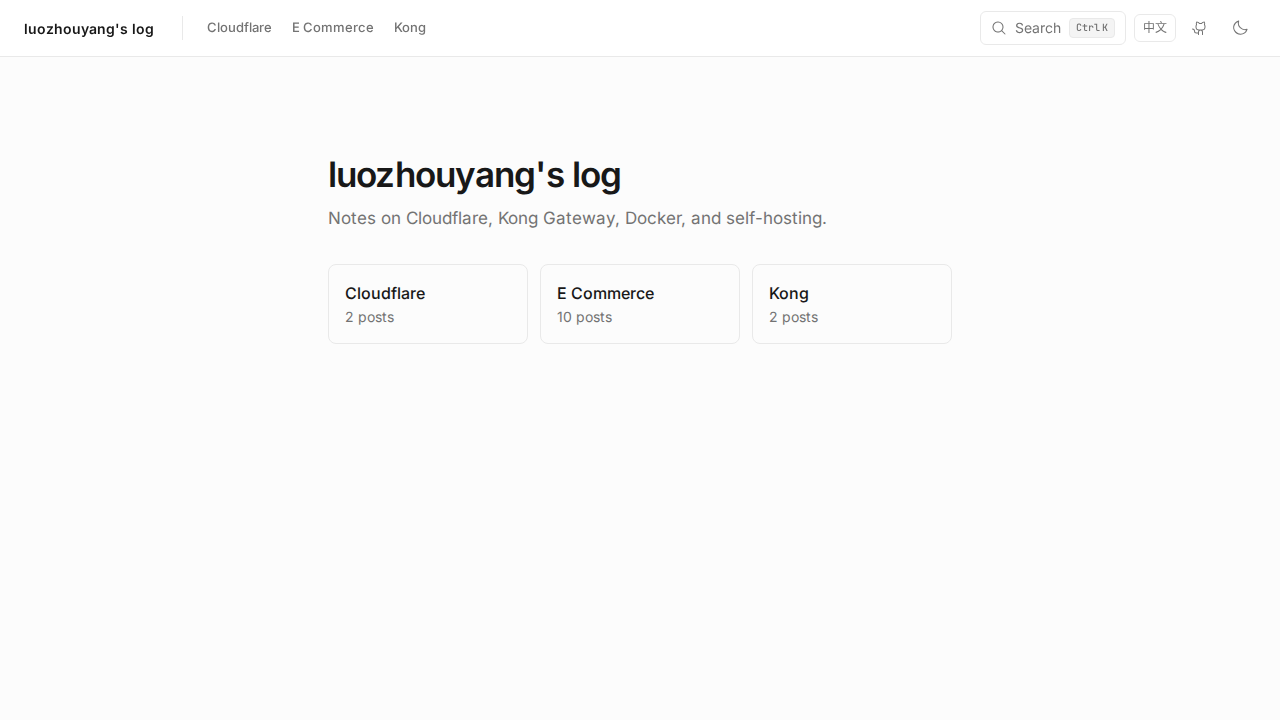 luozhouyang's log
Cloudflare
E Commerce
Kong
Search
Ctrl K
中文
luozhouyang's log
Notes on Cloudflare, Kong Gateway, Docker, and self-hosting.
Cloudflare
2 posts
E Commerce
10 posts
Kong
2 posts